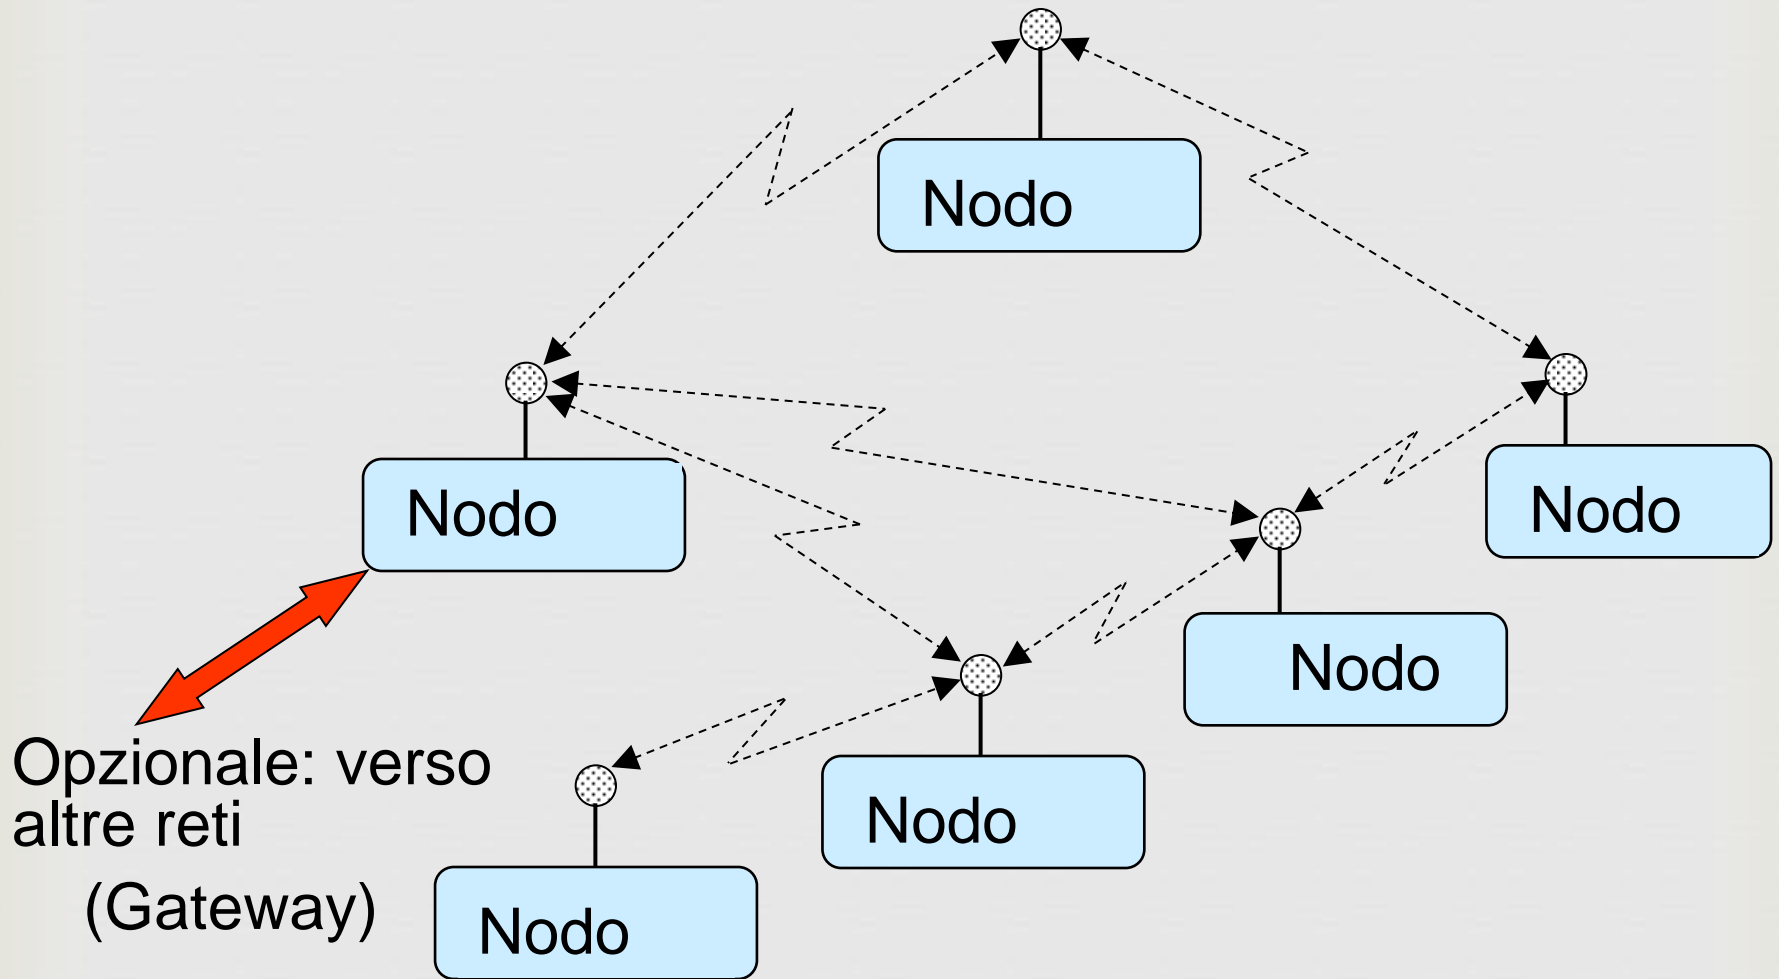 Nodo
Nodo
Nodo
Nodo
Opzionale: verso
altre reti
(Gateway)
Nodo
Nodo